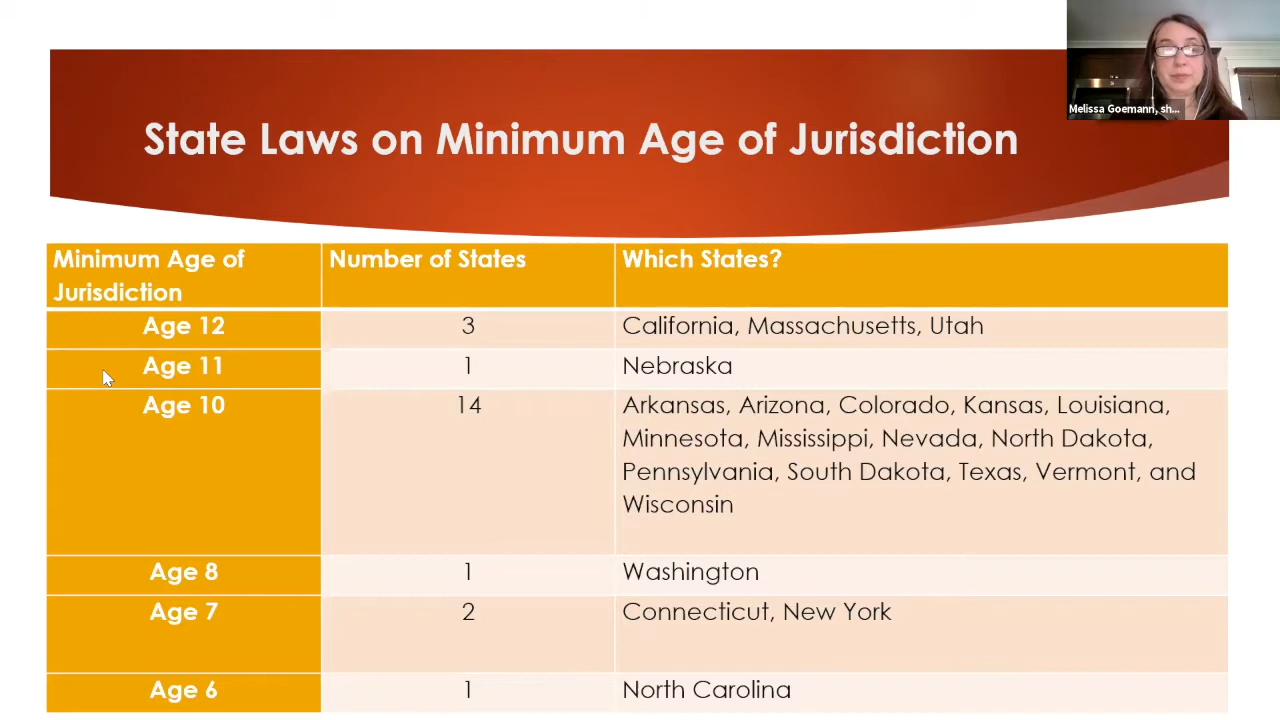 Melissa Goemann, sh...
State Laws on Minimum Age of Jurisdiction
Minimum Age of
Jurisdiction
Number of States
Which States?
Age 12
3
California, Massachusetts, Utah
Age 11
1
Nebraska
Age 10
14
Arkansas, Arizona, Colorado, Kansas, Louisiana,
Minnesota, Mississippi, Nevada, North Dakota,
Pennsylvania, South Dakota, Texas, Vermont, and
Wisconsin
Age 8
1
Washington
Age 7
2
Connecticut, New York
Age 6
1
North Carolina